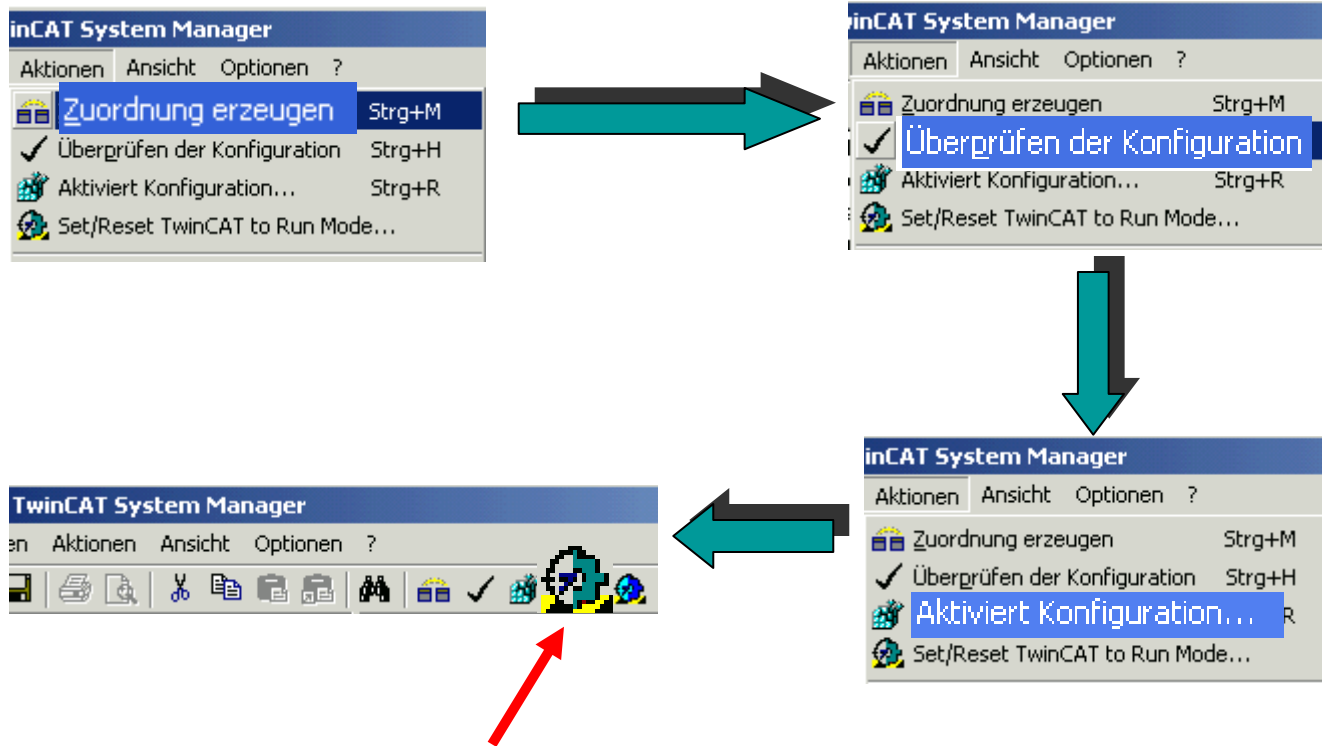 inCAT System Manager
Aktionen Ansicht Optionen ?
Zuordnung erzeugen Strg+M
Überprüfen der Konfiguration Strg+H
Aktiviert Konfiguration... Strg+R
Set/Reset TwinCAT to Run Mode...
inCAT System Manager
Aktionen Ansicht Optionen ?
Zuordnung erzeugen Strg+M
Überprüfen der Konfiguration
Aktiviert Konfiguration... Strg+R
Set/Reset TwinCAT to Run Mode...
inCAT System Manager
Aktionen Ansicht Optionen ?
Zuordnung erzeugen Strg+M
Überprüfen der Konfiguration Strg+H
Aktiviert Konfiguration... R
Set/Reset TwinCAT to Run Mode...
TwinCAT System Manager
en Aktionen Ansicht Optionen ?